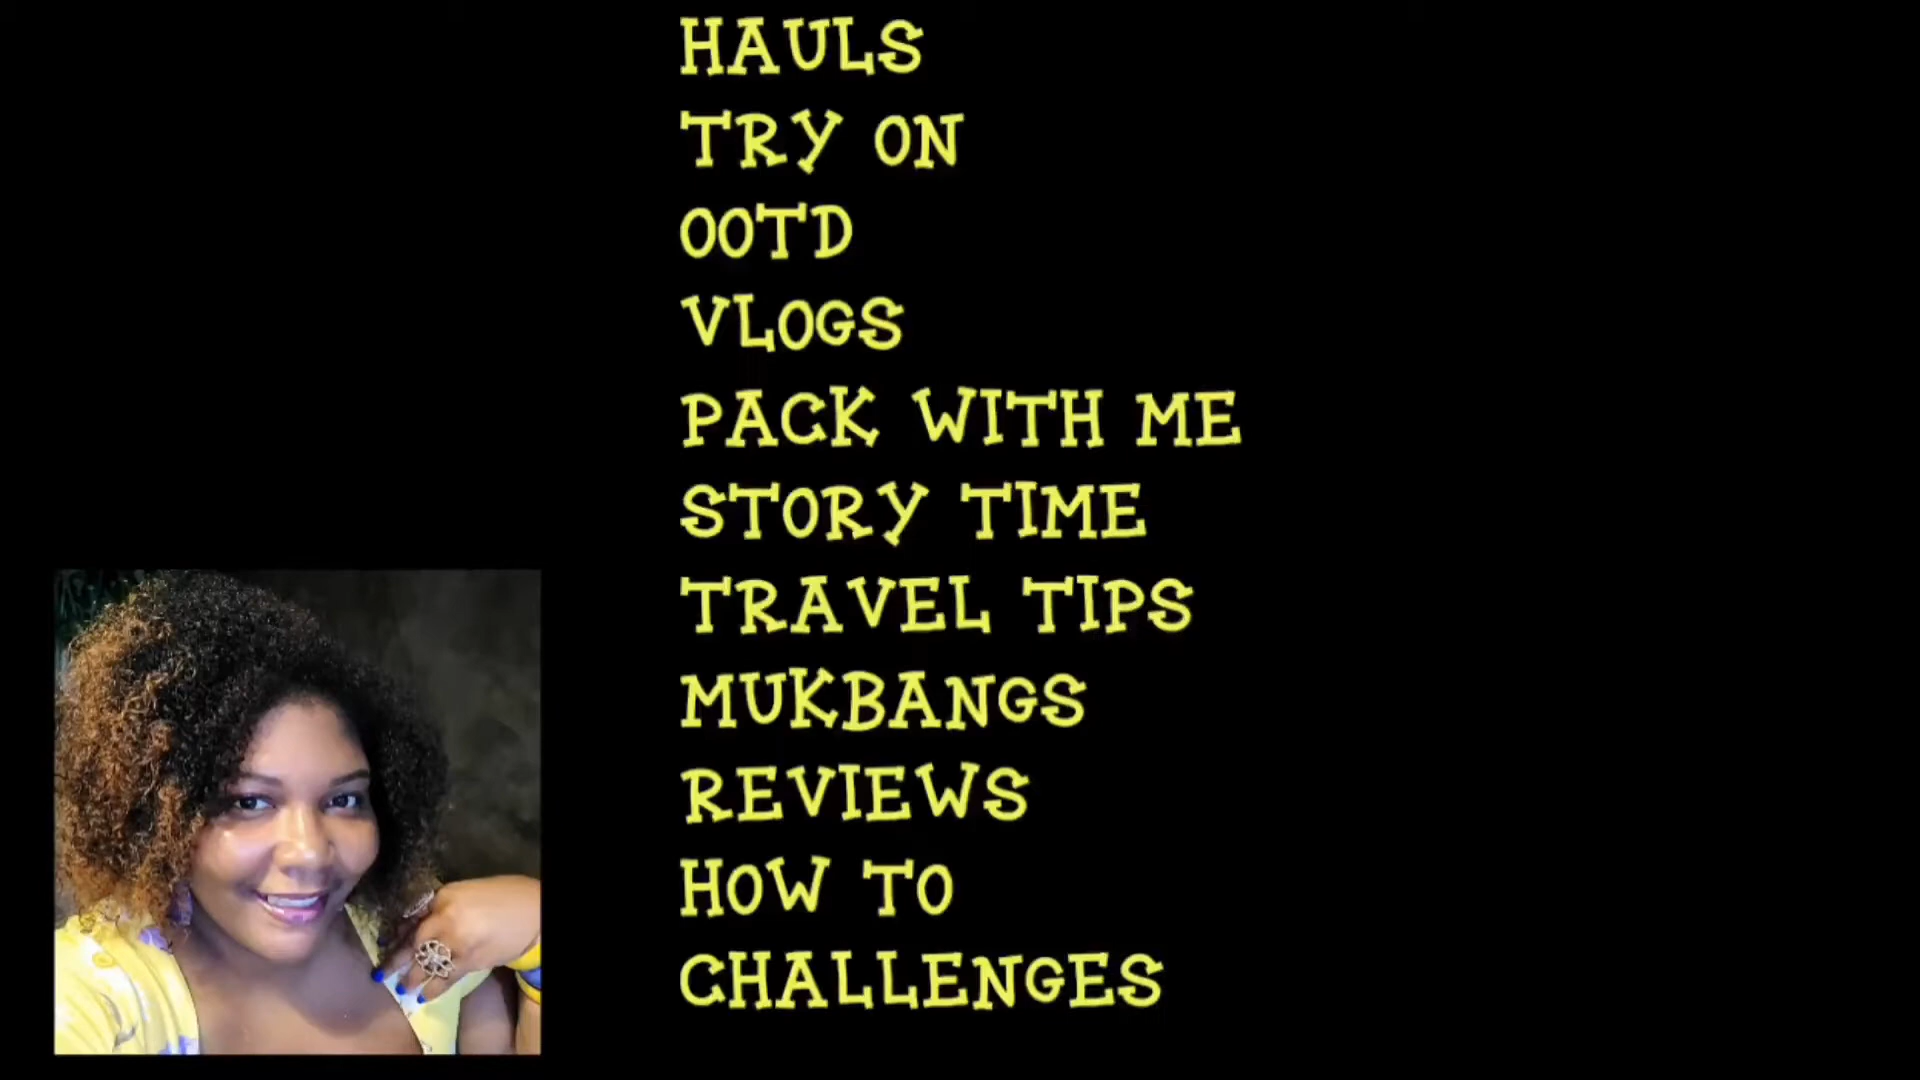 HAULS
TRY ON
OOTD
VLOGS
PACK WITH ME
STORY TIME
TRAVEL TIPS
MUKBANGS
REVIEWS
HOW TO
CHALLENGES